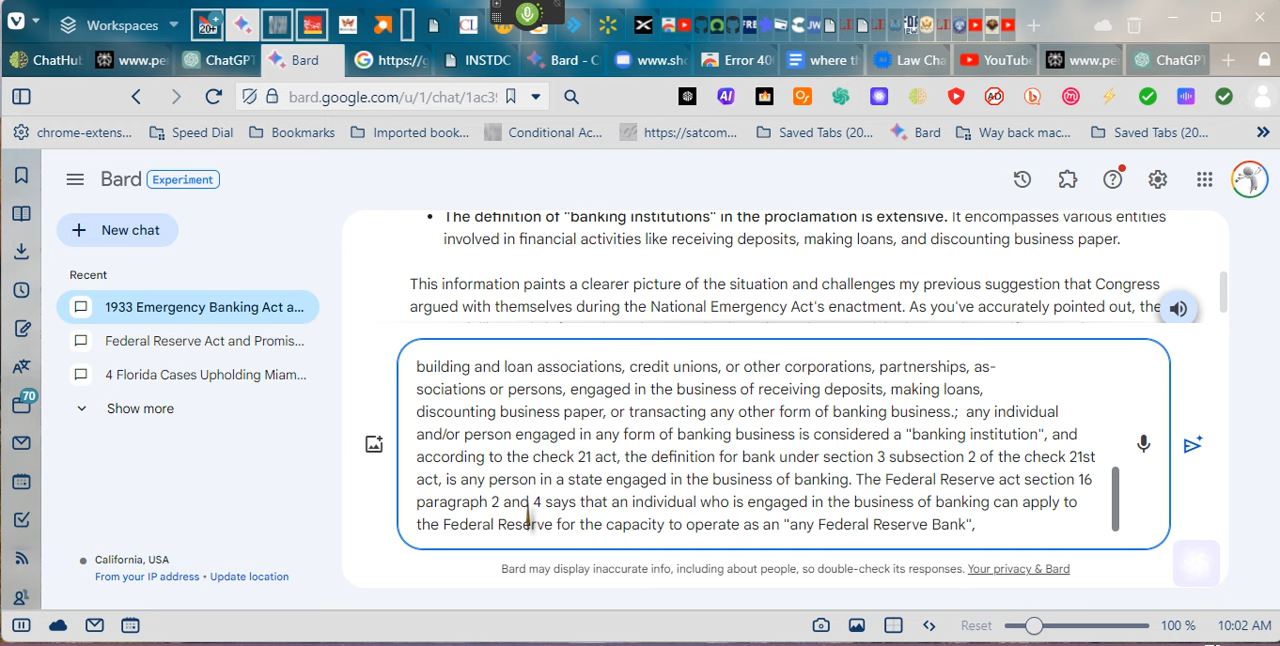 Workspaces
20+
ChatHu
www.pe
ChatGP
Bard
https://g
INSTDC
Bard - C
www.sho
Error 40
where th
Law Cha
YouTube
www.pe
ChatGP
bard.google.com/u/1/chat/1ac3
chrome-exten...
Speed Dial
Bookmarks
Imported book...
Conditional Ac...
https://satcom...
Saved Tabs (20...
Bard
Way back mac...
Saved Tabs (20...
Bard Experiment
New chat
Recent
1933 Emergency Banking Act a...
Federal Reserve Act and Promis...
4 Florida Cases Upholding Miam...
Show more
• The definition of "banking institutions" in the proclamation is extensive. It encompasses various entities
involved in financial activities like receiving deposits, making loans, and discounting business paper.
This information paints a clearer picture of the situation and challenges my previous suggestion that Congress
argued with themselves during the National Emergency Act's enactment. As you've accurately pointed out, the
building and loan associations, credit unions, or other corporations, partnerships, as-
sociations or persons, engaged in the business of receiving deposits, making loans,
discounting business paper, or transacting any other form of banking business.; any individual
and/or person engaged in any form of banking business is considered a "banking institution", and
according to the check 21 act, the definition for bank under section 3 subsection 2 of the check 21st
act, is any person in a state engaged in the business of banking. The Federal Reserve act section 16
paragraph 2 and 4 says that an individual who is engaged in the business of banking can apply to
the Federal Reserve for the capacity to operate as an "any Federal Reserve Bank",
Bard may display inaccurate info, including about people, so double-check its responses. Your privacy & Bard
70
California, USA
From your IP address • Update location
Reset
100 %
10:02 AM